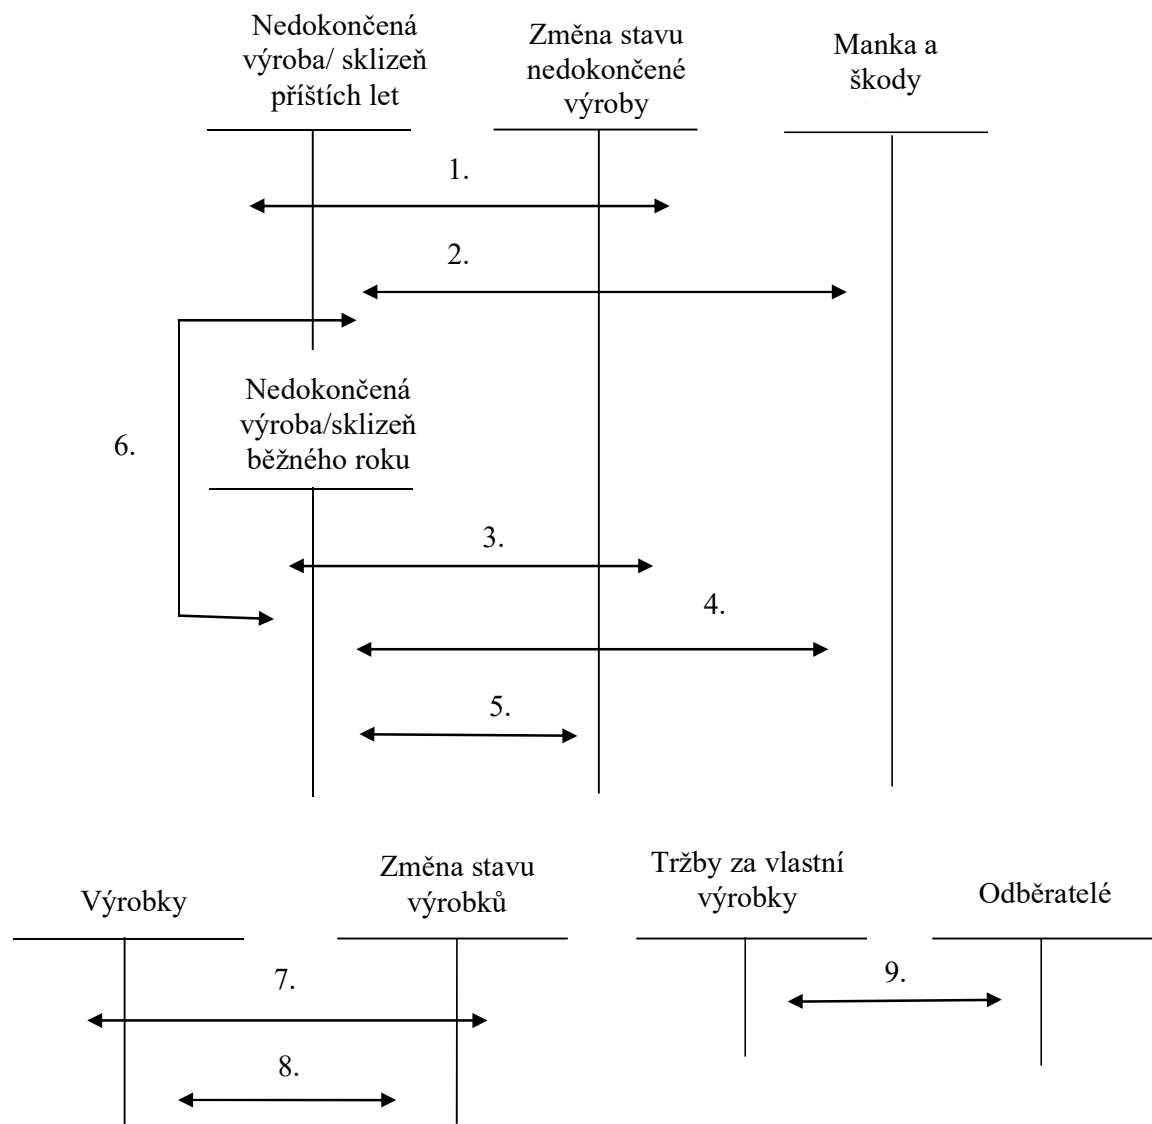 Nedokončená
výroba/ sklizeň
příštích let
Změna stavu
nedokončené
výroby
Manka a
škody
1.
2.
Nedokončená
výroba/sklizeň
běžného roku
6.
3.
4.
5.
Výrobky
Změna stavu
výrobků
Tržby za vlastní
výrobky
Odběratelé
7.
9.
8.